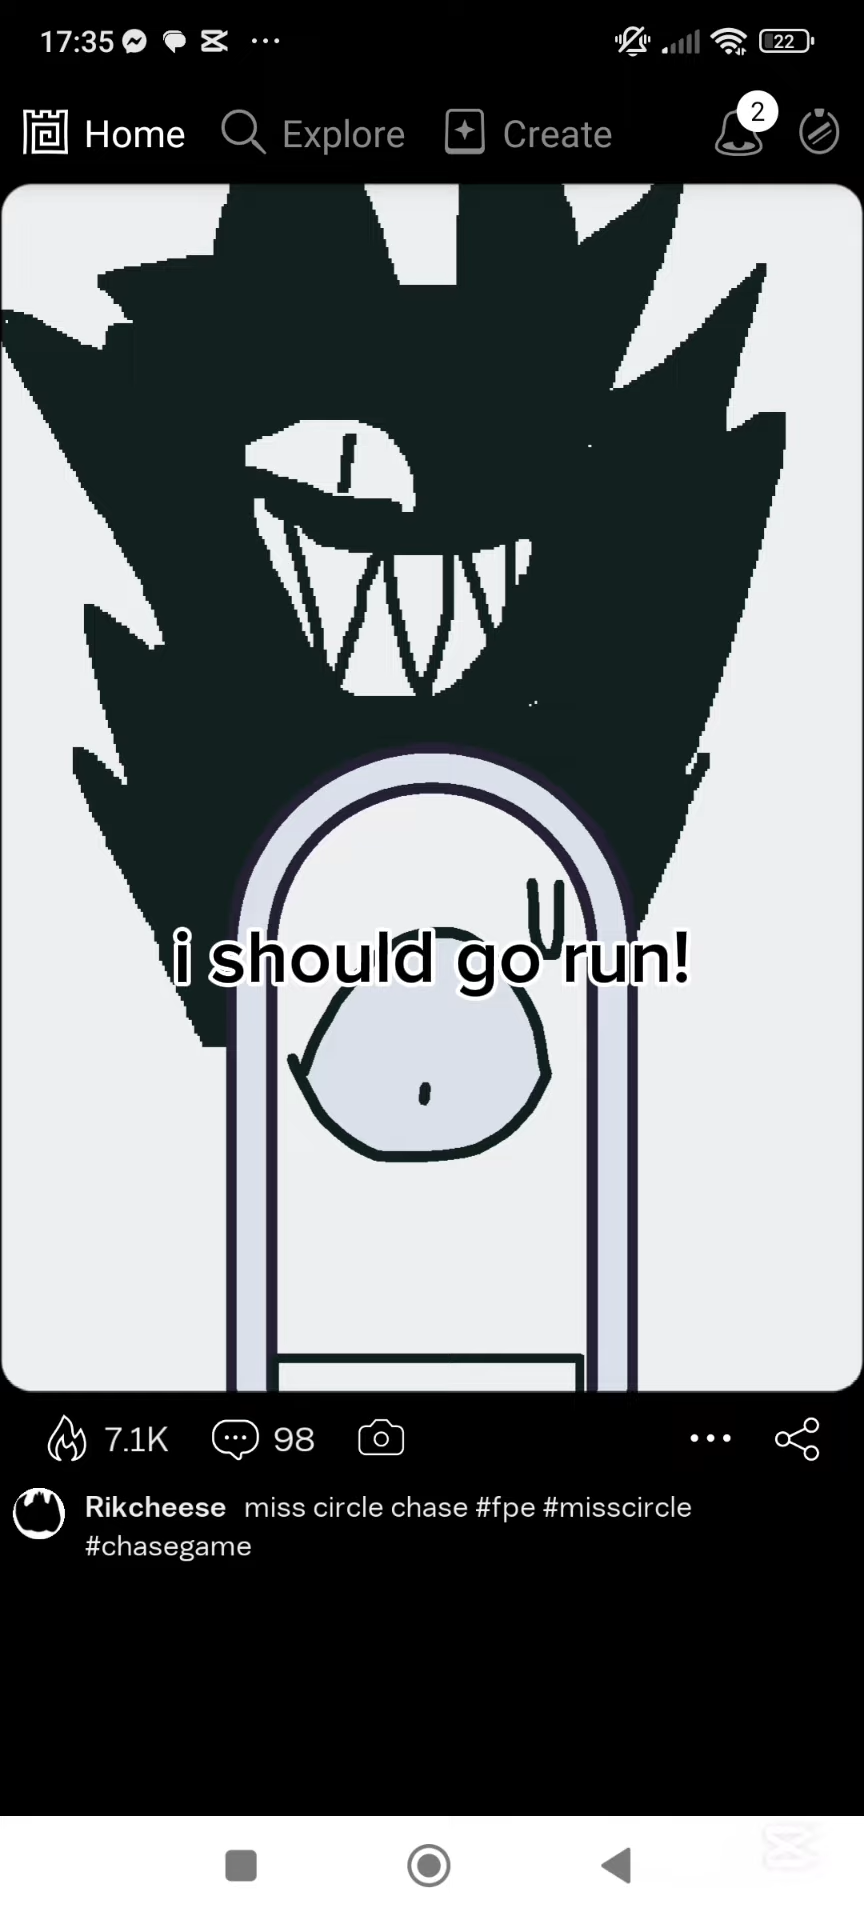 17:35
22
Home
Explore
Create
2
i should go run!
7.1K
98
Rikcheese miss circle chase #fpe #misscircle
#chasegame